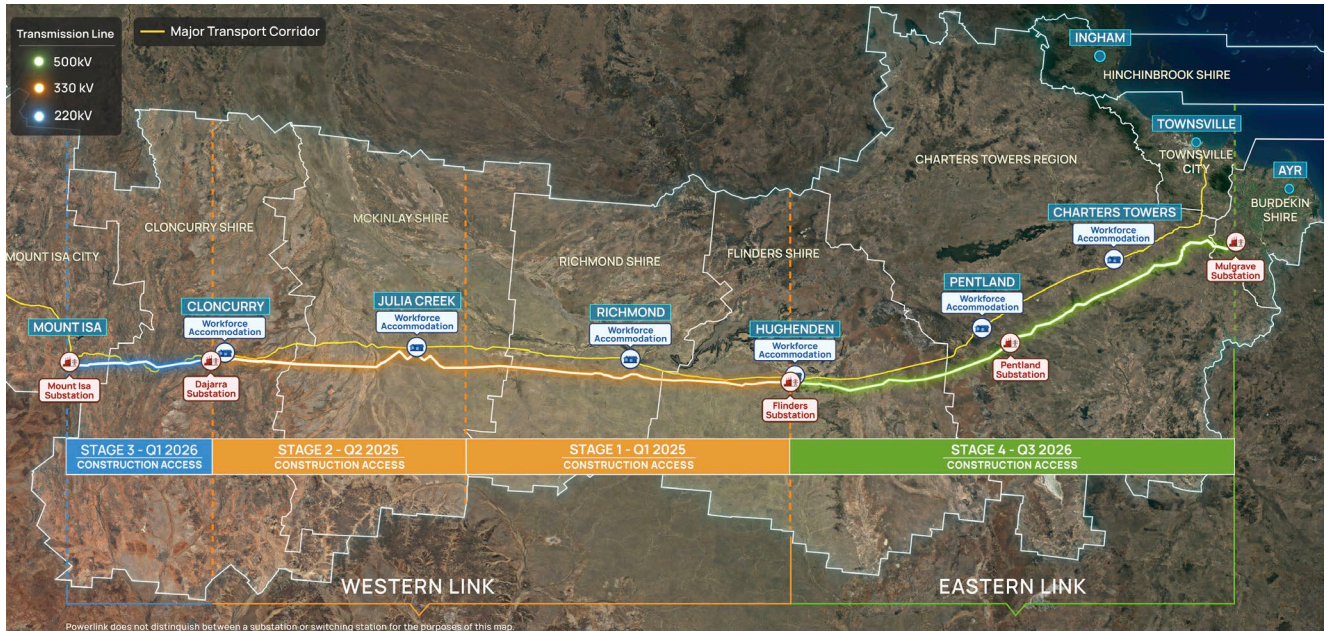 Transmission Line
500kV
330 kV
220kV
Major Transport Corridor
INGHAM
HINCHINBROOK SHIRE
TOWNSVILLE
TOWNSVILLE
CITY
AYR
BURDEKIN
SHIRE
CHARTERS TOWERS REGION
CHARTERS TOWERS
Workforce
Accommodation
Mulgrave
Substation
MOUNT ISA CITY
CLONCURRY SHIRE
MCKINLAY SHIRE
RICHMOND SHIRE
FLINDERS SHIRE
PENTLAND
Workforce
Accommodation
Pentland
Substation
MOUNT ISA
Mount Isa
Substation
CLONCURRY
Workforce
Accommodation
Dajarra
Substation
JULIA CREEK
Workforce
Accommodation
RICHMOND
Workforce
Accommodation
HUGHENDEN
Workforce
Accommodation
Flinders
Substation
STAGE 3 - Q1 2026
CONSTRUCTION ACCESS
STAGE 2 - Q2 2025
CONSTRUCTION ACCESS
STAGE 1 - Q1 2025
CONSTRUCTION ACCESS
STAGE 4 - Q3 2026
CONSTRUCTION ACCESS
WESTERN LINK
EASTERN LINK
Powerlink does not distinguish between a substation or switching station for the purposes of this map.